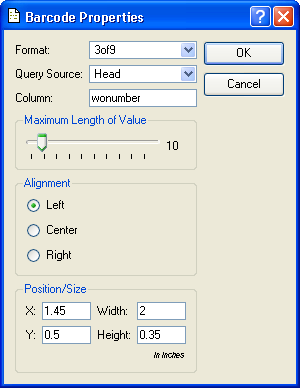 Barcode Properties
Format: 3of9 OK
Query Source: Head Cancel
Column: wonumber
Maximum Length of Value
10
Alignment
Left
Center
Right
Position/Size
X: 1.45 Width: 2
Y: 0.5 Height: 0.35
in Inches